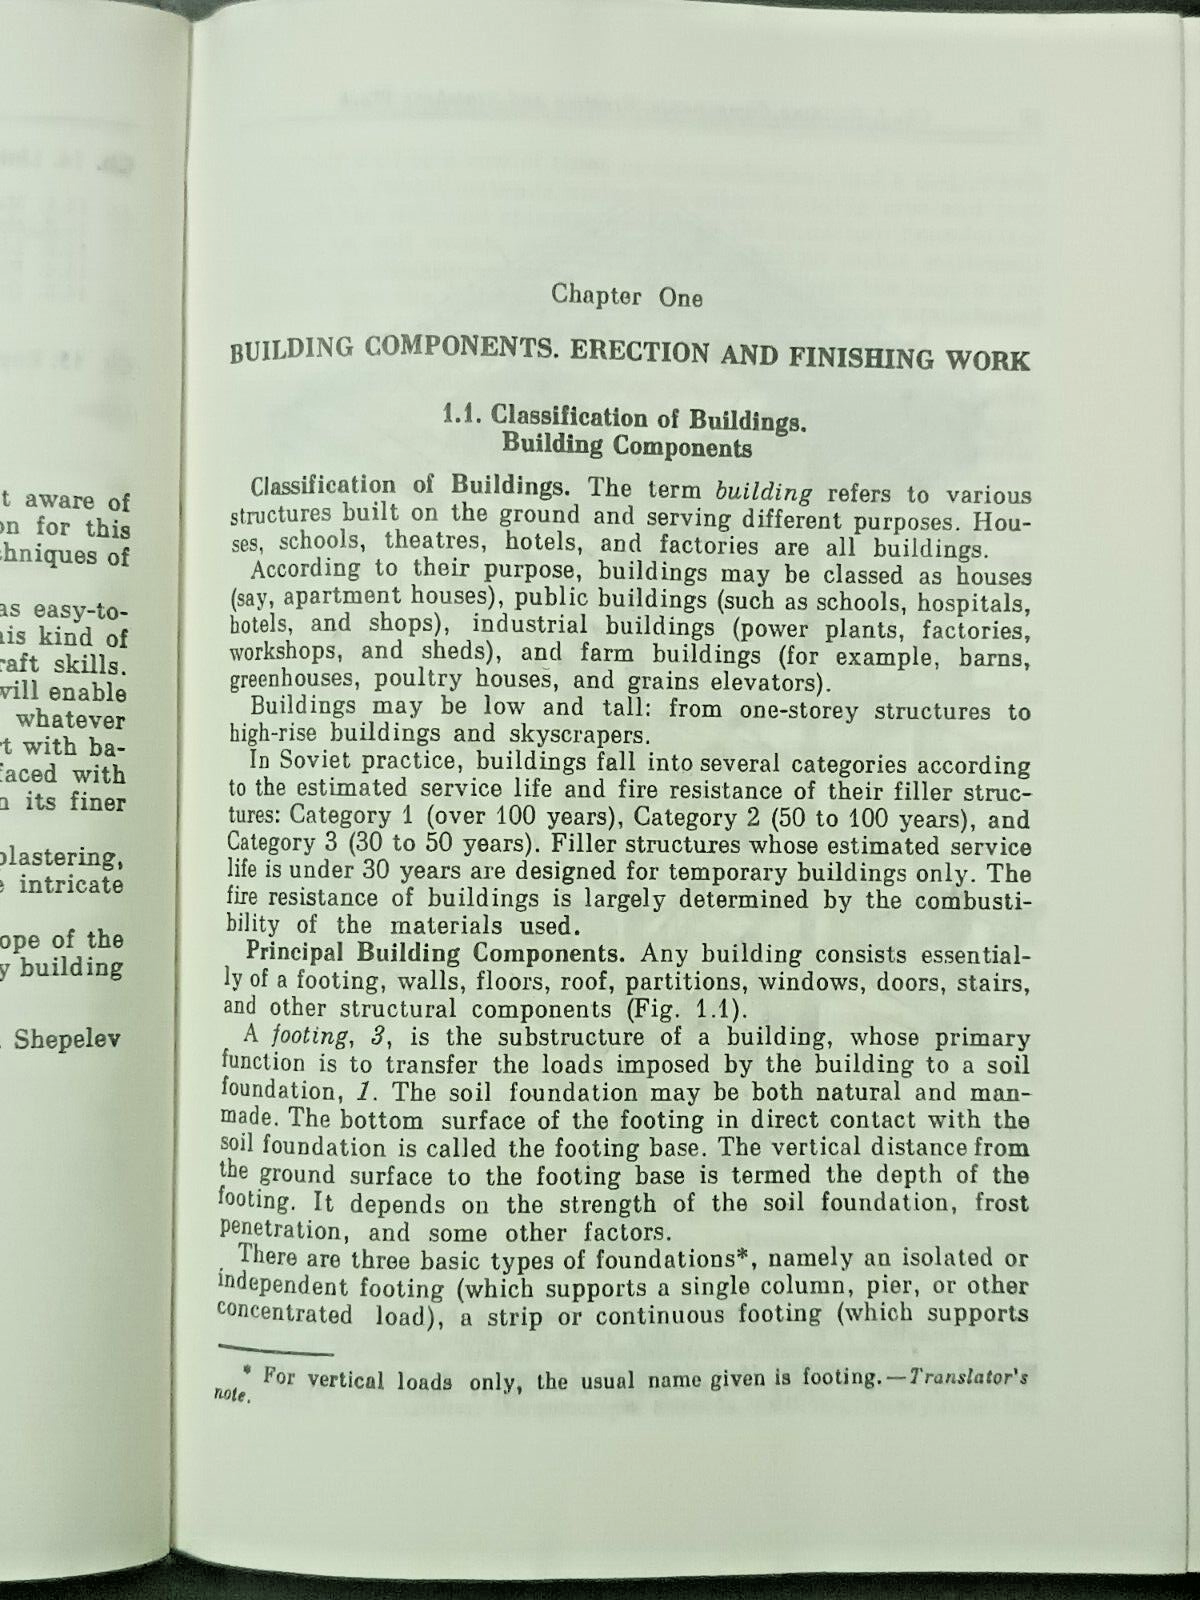 t aware of
on for this
chniques of
as easy-to-
his kind of
raft skills.
will enable
whatever
rt with ba-
faced with
n its finer
plastering,
e intricate
ope of the
y building
. Shepelev
Chapter One
BUILDING COMPONENTS. ERECTION AND FINISHING WORK
1.1. Classification of Buildings.
Building Components
Classification of Buildings. The term building refers to various
structures built on the ground and serving different purposes. Hou-
ses, schools, theatres, hotels, and factories are all buildings.
According to their purpose, buildings may be classed as houses
(say, apartment houses), public buildings (such as schools, hospitals,
hotels, and shops), industrial buildings (power plants, factories,
workshops, and sheds), and farm buildings (for example, barns,
greenhouses, poultry houses, and grains elevators).
Buildings may be low and tall: from one-storey structures to
high-rise buildings and skyscrapers.
In Soviet practice, buildings fall into several categories according
to the estimated service life and fire resistance of their filler struc-
tures: Category 1 (over 100 years), Category 2 (50 to 100 years), and
Category 3 (30 to 50 years). Filler structures whose estimated service
life is under 30 years are designed for temporary buildings only. The
fire resistance of buildings is largely determined by the combusti-
bility of the materials used.
Principal Building Components. Any building consists essential-
ly of a footing, walls, floors, roof, partitions, windows, doors, stairs,
and other structural components (Fig. 1.1).
A footing, 3, is the substructure of a building, whose primary
function is to transfer the loads imposed by the building to a soil
foundation, 1. The soil foundation may be both natural and man-
made. The bottom surface of the footing in direct contact with the
soil foundation is called the footing base. The vertical distance from
the ground surface to the footing base is termed the depth of the
footing. It depends on the strength of the soil foundation, frost
penetration, and some other factors.
There are three basic types of foundations*, namely an isolated or
independent footing (which supports a single column, pier, or other
concentrated load), a strip or continuous footing (which supports
* For vertical loads only, the usual name given is footing.—Translator's
note.